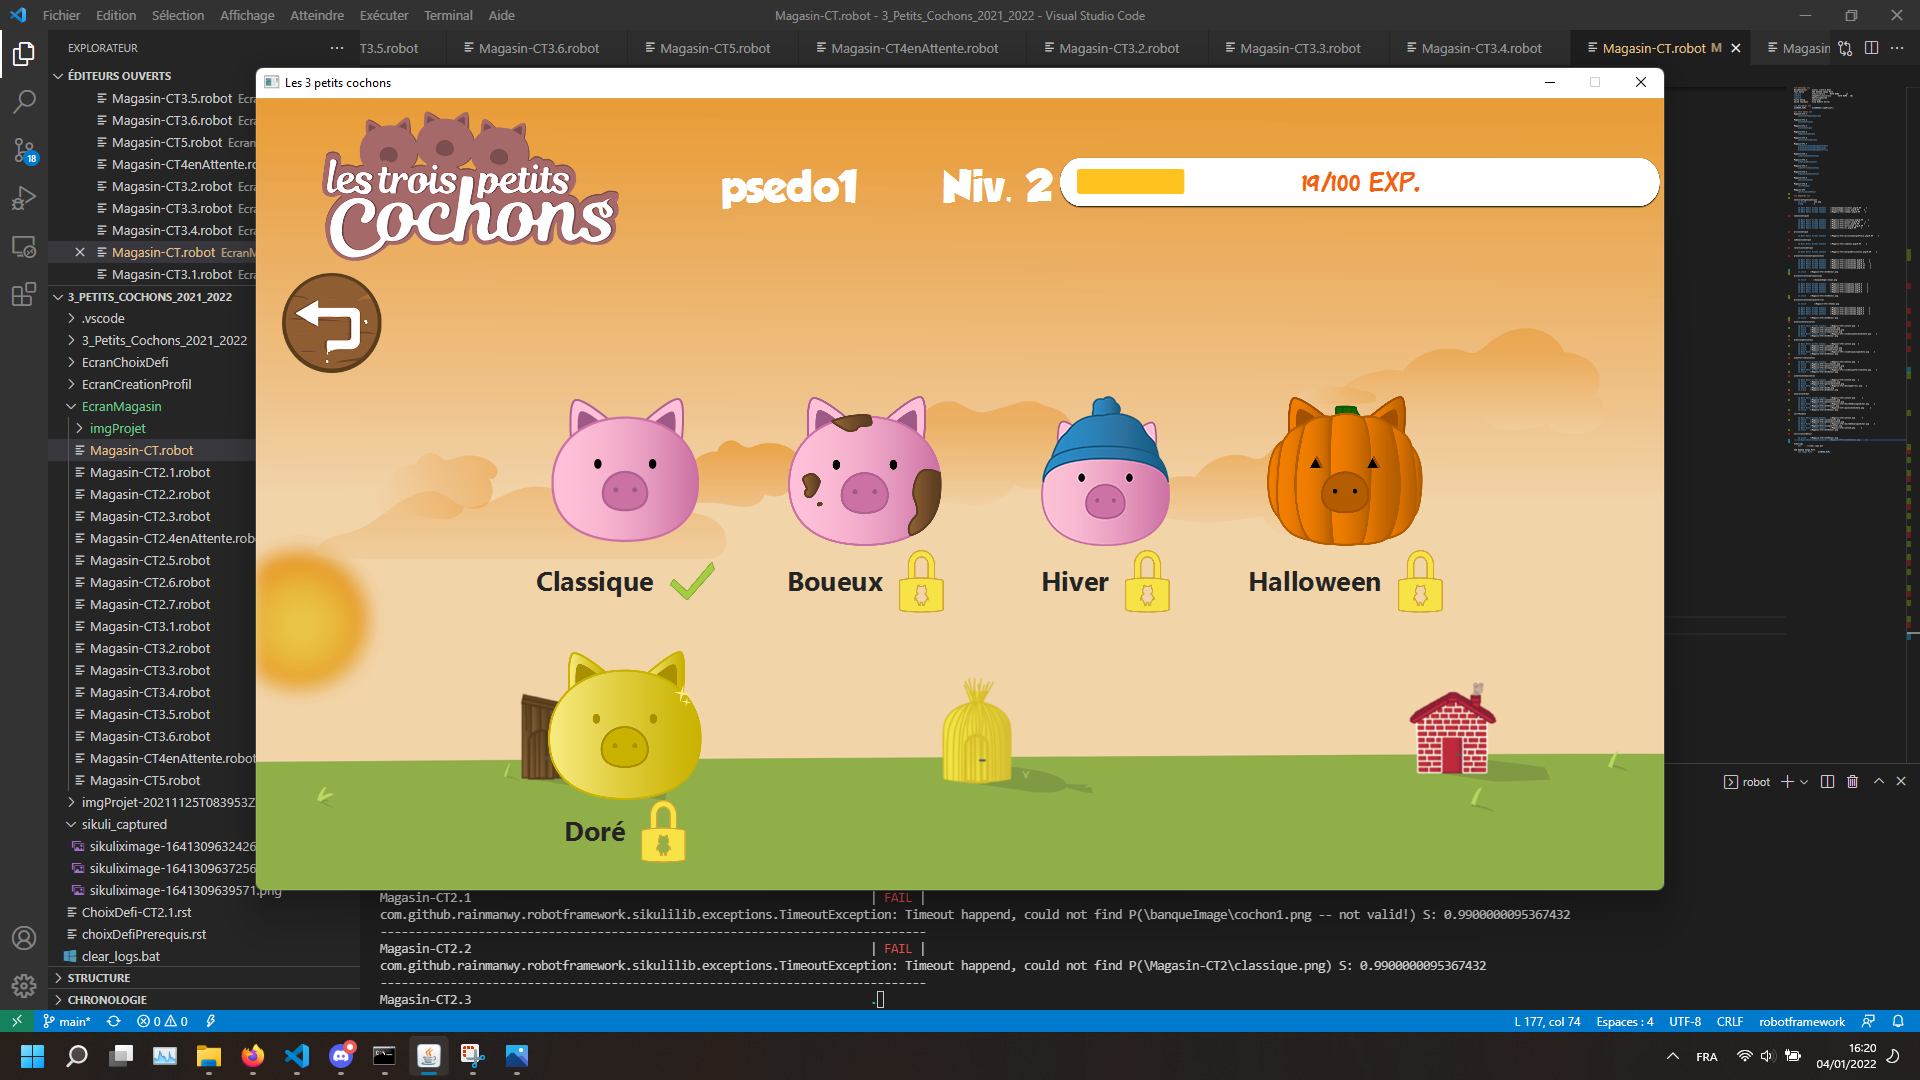 Fichier Edition Sélection Affichage Atteindre Exécuter Terminal Aide
Magasin-CT.robot - 3_Petits_Cochons_2021_2022 - Visual Studio Code
EXPLORATEUR
T3.5.robot Magasin-CT3.6.robot Magasin-CT5.robot Magasin-CT4enAttente.robot Magasin-CT3.2.robot Magasin-CT3.3.robot Magasin-CT3.4.robot Magasin-CT.robot M Magasin
ÉDITEURS OUVERTS
Magasin-CT3.5.robot Ecra
Magasin-CT3.6.robot Ecra
Magasin-CT5.robot EcranM
Magasin-CT4enAttente.ro
Magasin-CT3.2.robot Ecra
Magasin-CT3.3.robot Ecra
Magasin-CT3.4.robot Ecra
Magasin-CT.robot EcranM
Magasin-CT3.1.robot Ecra
3_PETITS_COCHONS_2021_2022
.vscode
3_Petits_Cochons_2021_2022
EcranChoixDefi
EcranCreationProfil
EcranMagasin
imgProjet
Magasin-CT.robot
Magasin-CT2.1.robot
Magasin-CT2.2.robot
Magasin-CT2.3.robot
Magasin-CT2.4enAttente.rob
Magasin-CT2.5.robot
Magasin-CT2.6.robot
Magasin-CT2.7.robot
Magasin-CT3.1.robot
Magasin-CT3.2.robot
Magasin-CT3.3.robot
Magasin-CT3.4.robot
Magasin-CT3.5.robot
Magasin-CT3.6.robot
Magasin-CT4enAttente.robot
Magasin-CT5.robot
imgProjet-20211125T083953Z
sikuli_captured
sikuliximage-1641309632426
sikuliximage-1641309637256
sikuliximage-1641309639571.png
ChoixDefi-CT2.1.rst
choixDefiPrerequis.rst
clear_logs.bat
STRUCTURE
CHRONOLOGIE
18
Les 3 petits cochons
les trois petits
Cochons
psedo1
Niv. 2
19/100 EXP.
Classique
Boueux
Hiver
Halloween
Doré
robot
Magasin-CT2.1 | FAIL |
com.github.rainmanwy.robotframework.sikulilib.exceptions.TimeoutException: Timeout happend, could not find P(\banqueImage\cochon1.png -- not valid!) S: 0.9900000095367432
------------------------------------------------------------------------------
Magasin-CT2.2 | FAIL |
com.github.rainmanwy.robotframework.sikulilib.exceptions.TimeoutException: Timeout happend, could not find P(\Magasin-CT2\classique.png) S: 0.9900000095367432
------------------------------------------------------------------------------
Magasin-CT2.3 .
main* 0 0
L 177, col 74 Espaces : 4 UTF-8 CRLF robotframework
FRA
16:20
04/01/2022